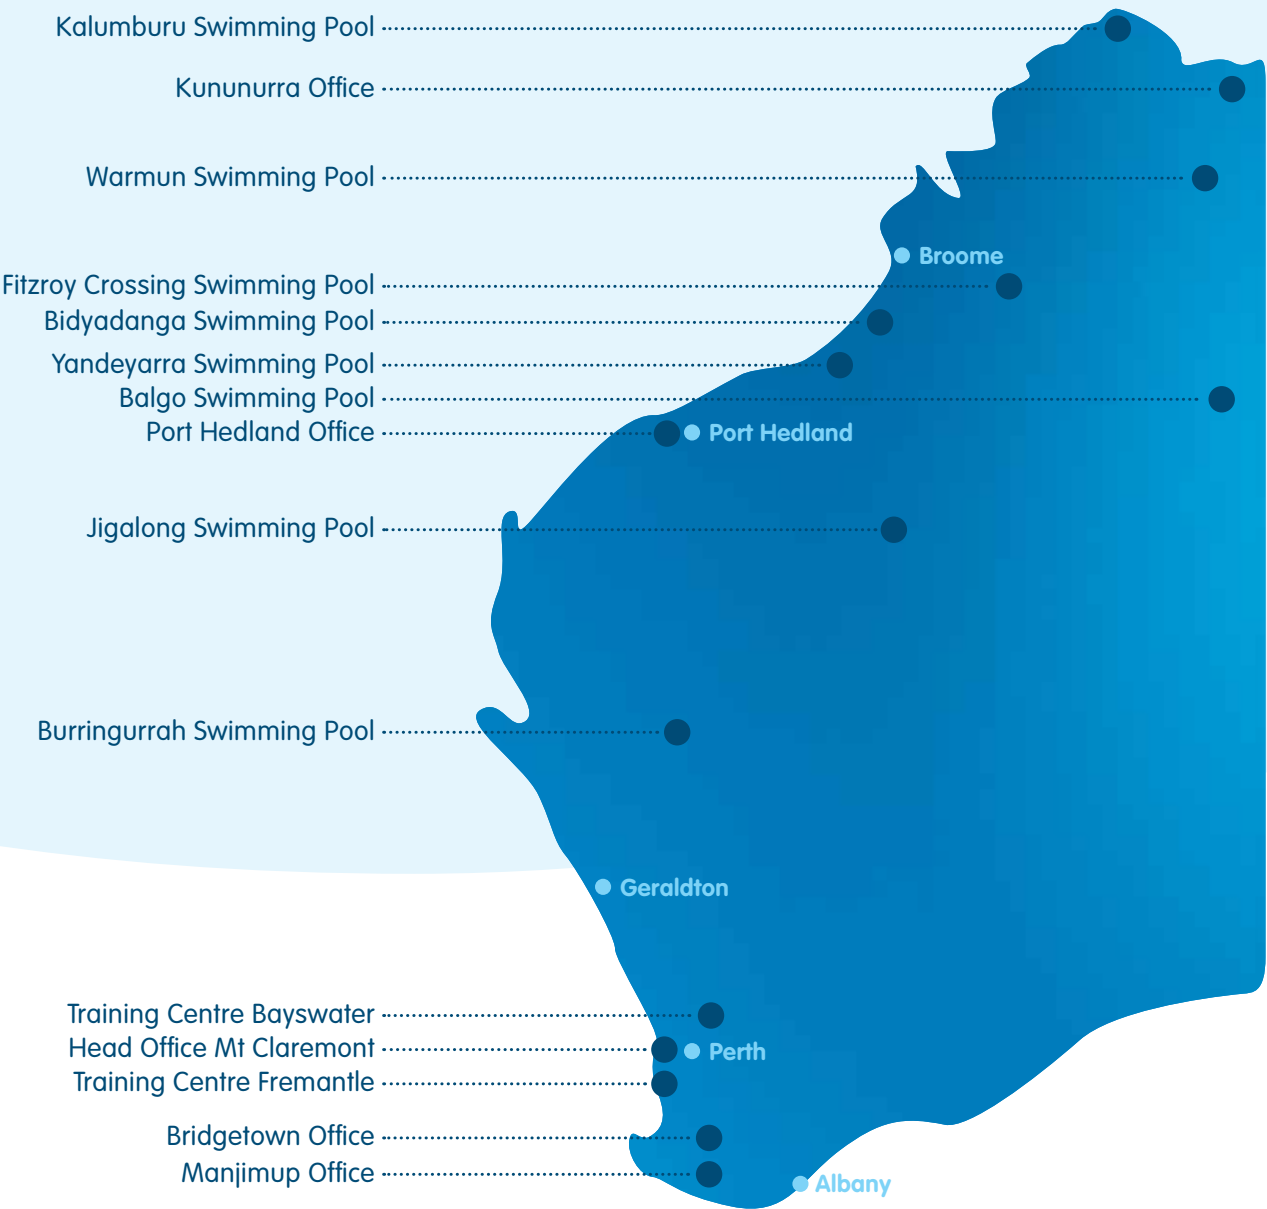 Kalumburu Swimming Pool
Kununurra Office
Warmun Swimming Pool
Broome
Fitzroy Crossing Swimming Pool
Bidyadanga Swimming Pool
Yandeyarra Swimming Pool
Balgo Swimming Pool
Port Hedland Office
Port Hedland
Jigalong Swimming Pool
Burringurrah Swimming Pool
Geraldton
Training Centre Bayswater
Head Office Mt Claremont
Perth
Training Centre Fremantle
Bridgetown Office
Manjimup Office
Albany